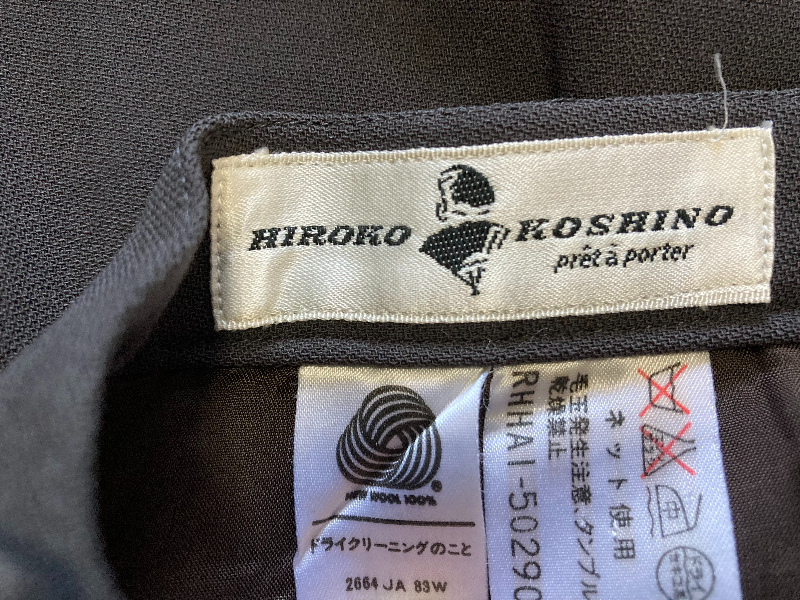 HIROKO KOSHINO
prêt à porter
NEW WOOL 100%
ドライクリーニングのこと
2664 JA 83W
ネット使用
毛玉発生注意、タンブル
乾燥禁止
RHHAI-5029